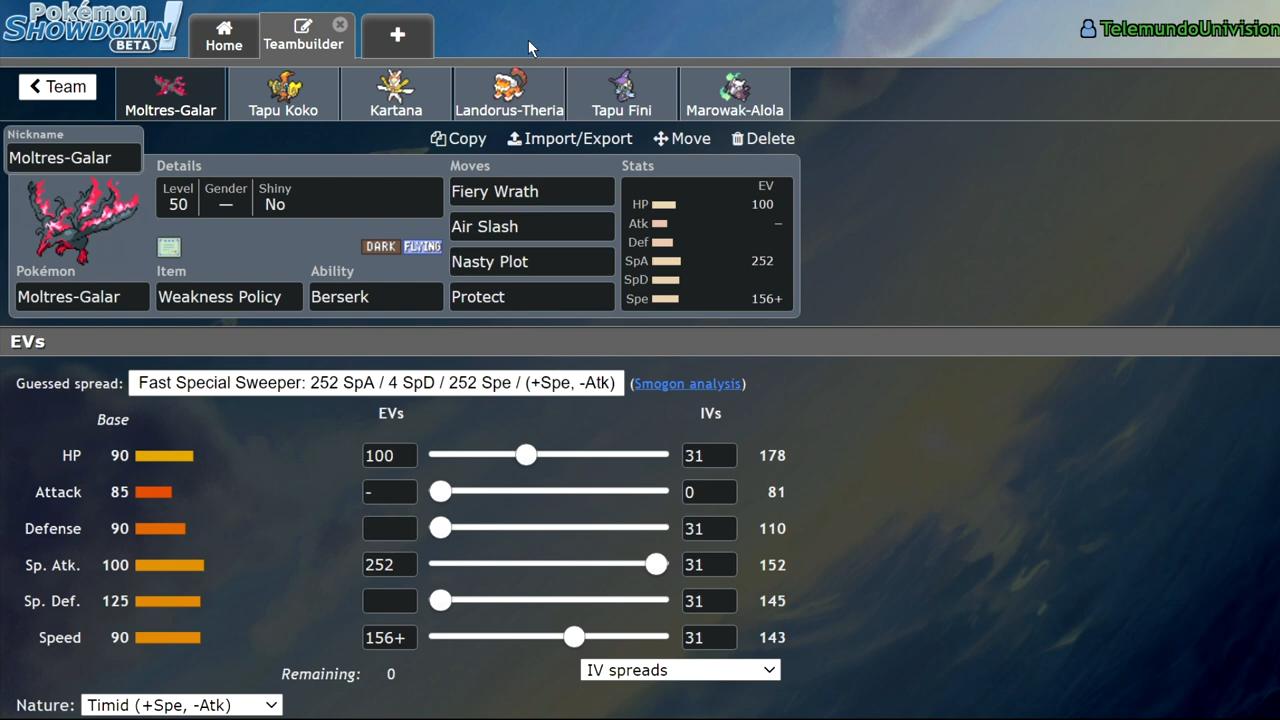 Pokémon
SHOWDOWN!
BETA
Home
Teambuilder
+
TelemundoUnivision
Team
Moltres-Galar
Tapu Koko
Kartana
Landorus-Theria
Tapu Fini
Marowak-Alola
Copy
Import/Export
Move
Delete
Nickname
Moltres-Galar
Details
Level Gender Shiny
50 — No
DARK FLYING
Pokémon Item Ability
Moltres-Galar Weakness Policy Berserk
Moves
Fiery Wrath
Air Slash
Nasty Plot
Protect
Stats
EV
HP 100
Atk –
Def
SpA 252
SpD
Spe 156+
EVs
Guessed spread: Fast Special Sweeper: 252 SpA / 4 SpD / 252 Spe / (+Spe, -Atk) (Smogon analysis)
Base EVs IVs
HP 90 100 31 178
Attack 85 - 0 81
Defense 90 31 110
Sp. Atk. 100 252 31 152
Sp. Def. 125 31 145
Speed 90 156+ 31 143
Remaining: 0 IV spreads
Nature: Timid (+Spe, -Atk)